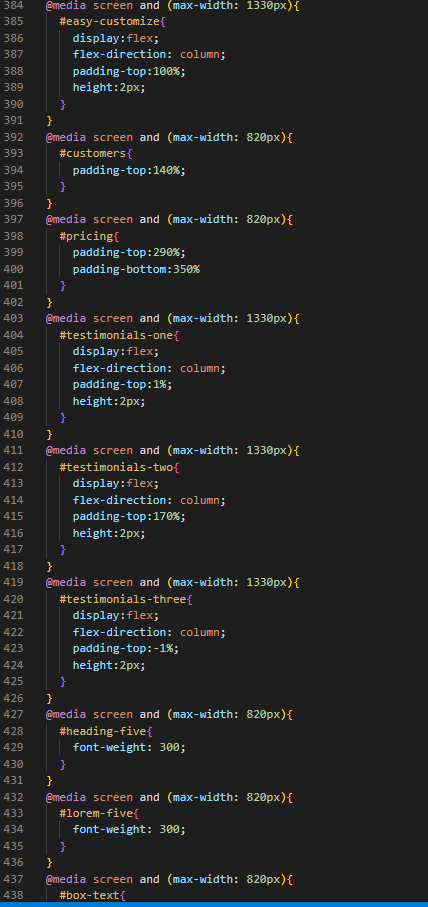 384 @media screen and (max-width: 1330px){
385 #easy-customize{
386 display:flex;
387 flex-direction: column;
388 padding-top:100%;
389 height:2px;
390 }
391 }
392 @media screen and (max-width: 820px){
393 #customers{
394 padding-top:140%;
395 }
396 }
397 @media screen and (max-width: 820px){
398 #pricing{
399 padding-top:290%;
400 padding-bottom:350%
401 }
402 }
403 @media screen and (max-width: 1330px){
404 #testimonials-one{
405 display:flex;
406 flex-direction: column;
407 padding-top:1%;
408 height:2px;
409 }
410 }
411 @media screen and (max-width: 1330px){
412 #testimonials-two{
413 display:flex;
414 flex-direction: column;
415 padding-top:170%;
416 height:2px;
417 }
418 }
419 @media screen and (max-width: 1330px){
420 #testimonials-three{
421 display:flex;
422 flex-direction: column;
423 padding-top:-1%;
424 height:2px;
425 }
426 }
427 @media screen and (max-width: 820px){
428 #heading-five{
429 font-weight: 300;
430 }
431 }
432 @media screen and (max-width: 820px){
433 #lorem-five{
434 font-weight: 300;
435 }
436 }
437 @media screen and (max-width: 820px){
438 #box-text{